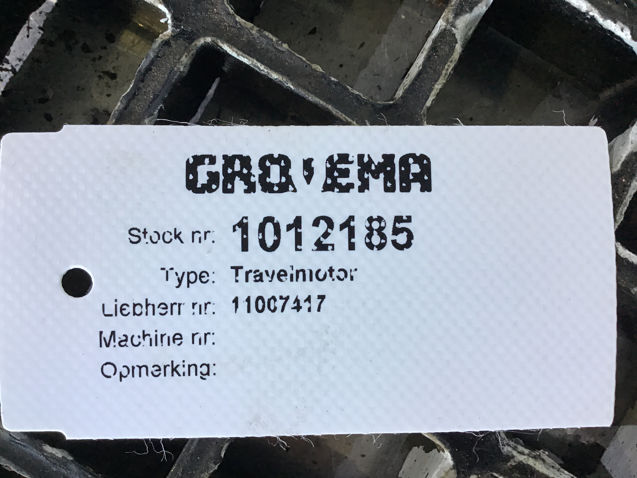 GROVEMA
Stock nr: 1012185
Type: Travelmotor
Liebherr nr: 11007417
Machine nr:
Opmerking: